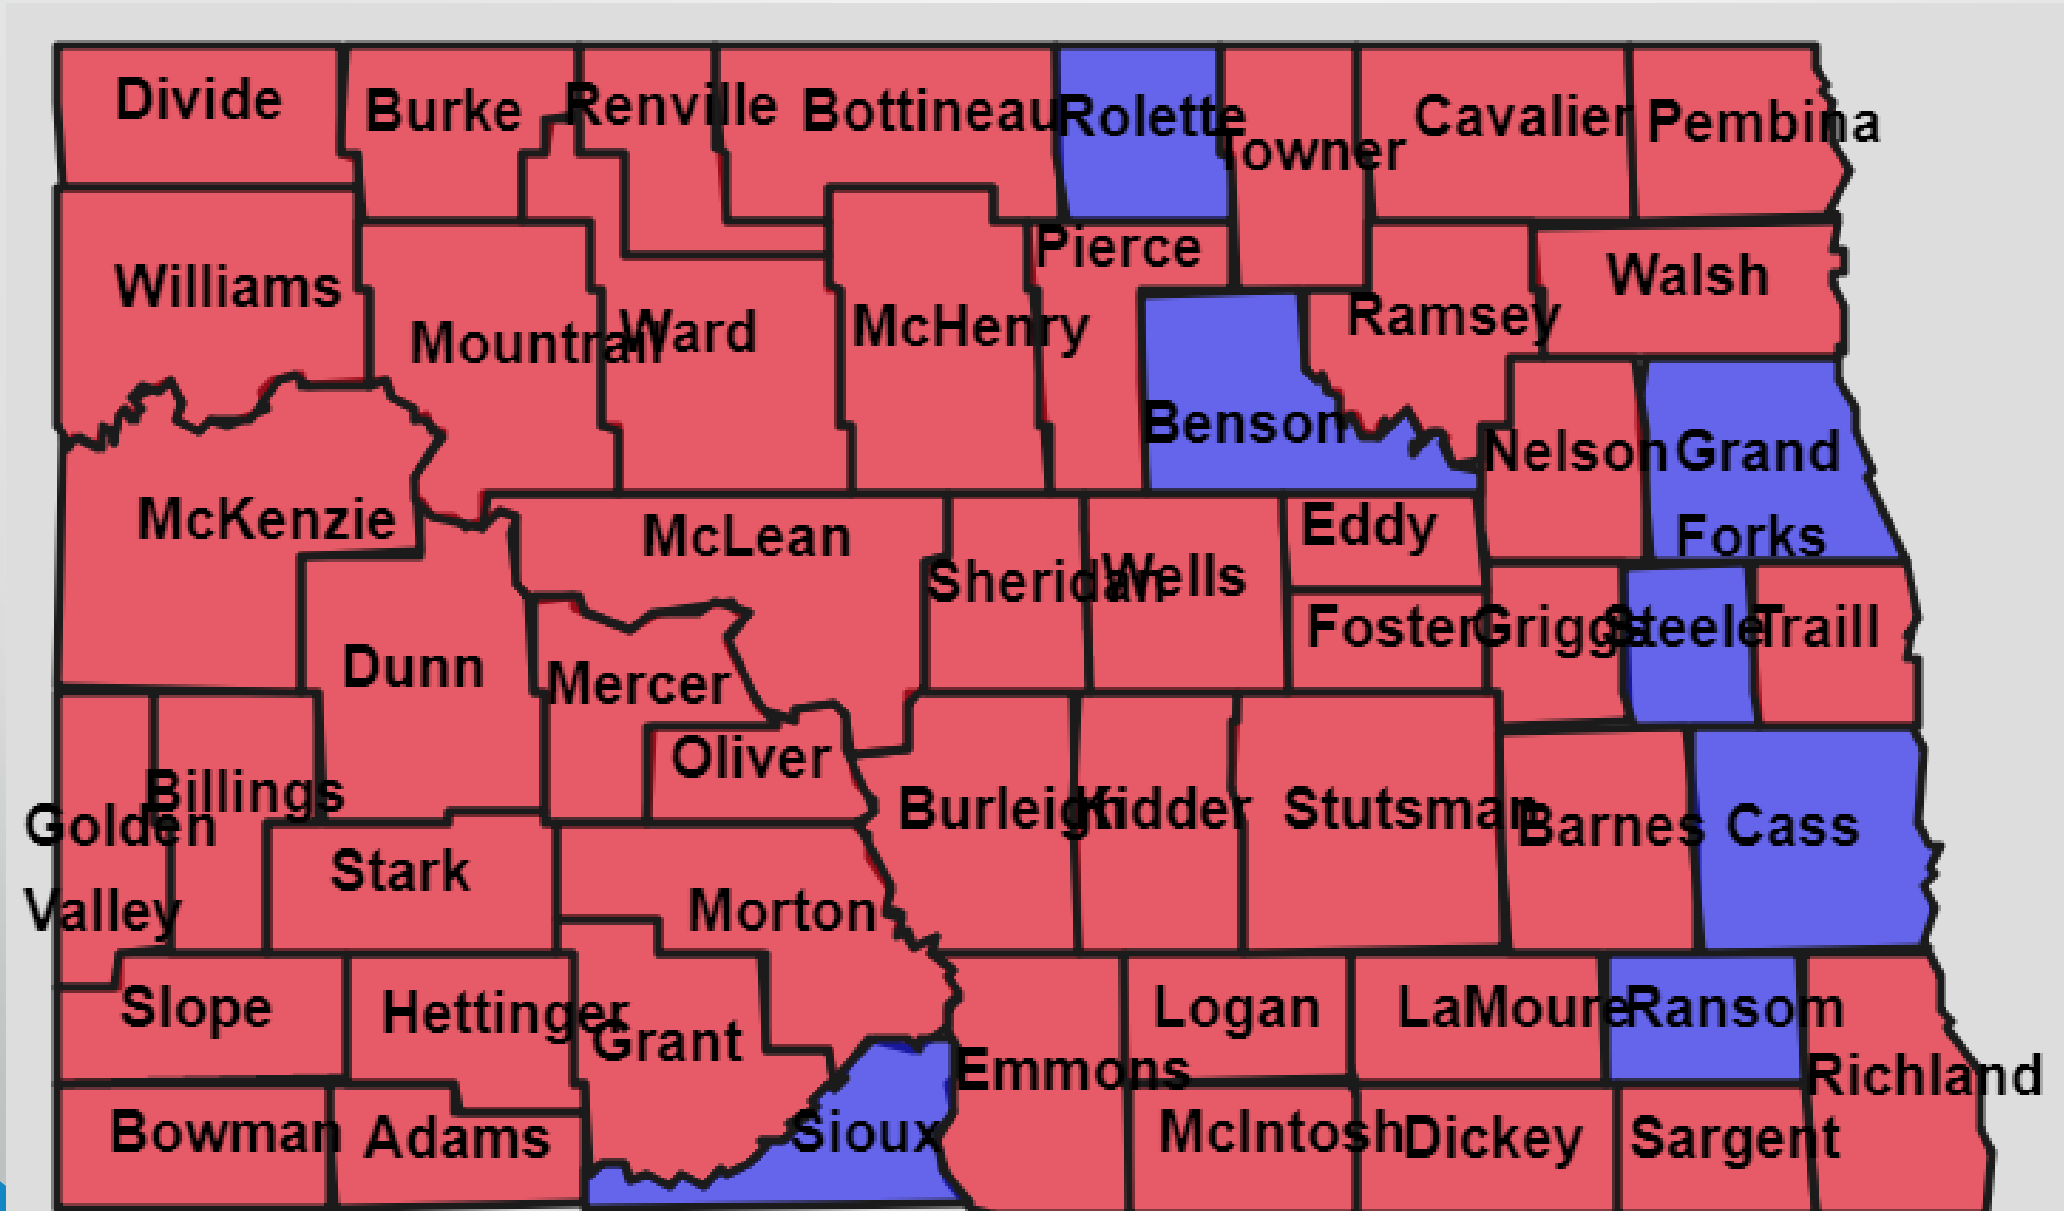 Divide
Burke
Renville
Bottineau
Rolette
Towner
Cavalier
Pembina
Williams
Mountrail
Ward
McHenry
Pierce
Ramsey
Walsh
Benson
Nelson
Grand
Forks
McKenzie
McLean
Sheridan
Wells
Eddy
Foster
Griggs
Steele
Traill
Dunn
Mercer
Oliver
Billings
Golden
Valley
Stark
Morton
Burleigh
Kidder
Stutsman
Barnes
Cass
Slope
Hettinger
Grant
Emmons
Logan
LaMoure
Ransom
Richland
Bowman
Adams
Sioux
McIntosh
Dickey
Sargent